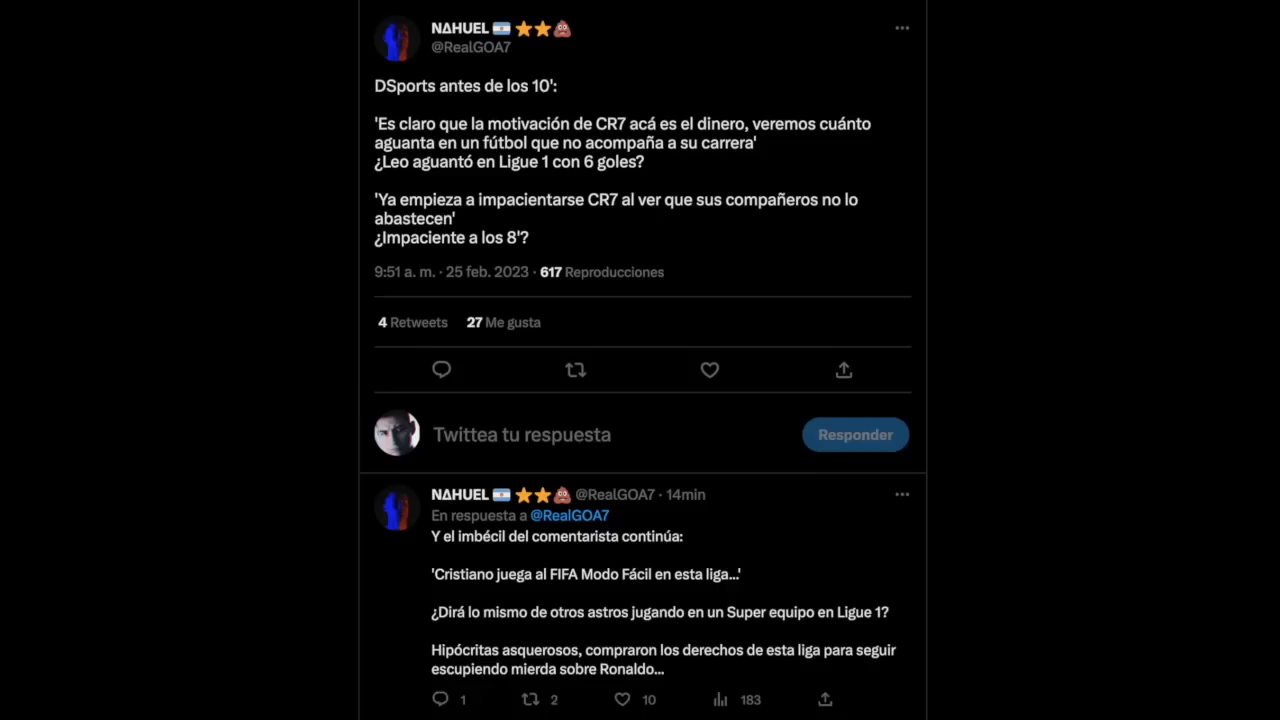 NΔHUEL 🇦🇷⭐⭐💩
@RealGOA7
DSports antes de los 10':
'Es claro que la motivación de CR7 acá es el dinero, veremos cuánto
aguanta en un fútbol que no acompaña a su carrera'
¿Leo aguantó en Ligue 1 con 6 goles?
'Ya empieza a impacientarse CR7 al ver que sus compañeros no lo
abastecen'
¿Impaciente a los 8'?
9:51 a. m. · 25 feb. 2023 · 617 Reproducciones
4 Retweets 27 Me gusta
Twittea tu respuesta
Responder
NΔHUEL 🇦🇷⭐⭐💩 @RealGOA7 · 14min
En respuesta a @RealGOA7
Y el imbécil del comentarista continúa:
'Cristiano juega al FIFA Modo Fácil en esta liga...'
¿Dirá lo mismo de otros astros jugando en un Super equipo en Ligue 1?
Hipócritas asquerosos, compraron los derechos de esta liga para seguir
escupiendo mierda sobre Ronaldo...
1 2 10 183